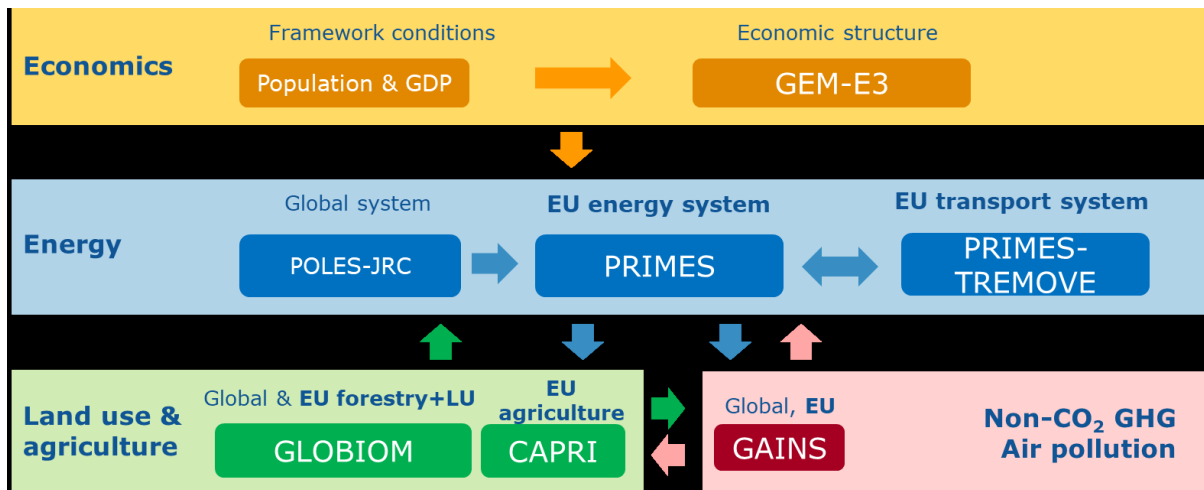 Framework conditions
Economic structure
Economics
Population & GDP
GEM-E3
Global system
EU energy system
EU transport system
Energy
POLES-JRC
PRIMES
PRIMES-
TREMOVE
Land use &
agriculture
Global & EU forestry+LU
GLOBIOM
EU
agriculture
CAPRI
Global, EU
GAINS
Non-CO₂ GHG
Air pollution